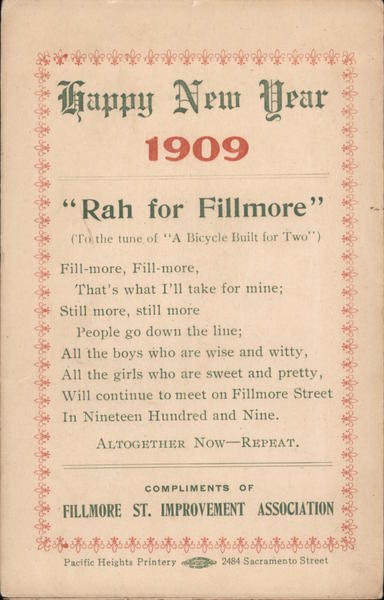 Happy New Year
1909
"Rah for Fillmore"
(To the tune of "A Bicycle Built for Two")
Fill-more, Fill-more,
That's what I'll take for mine;
Still more, still more
People go down the line;
All the boys who are wise and witty,
All the girls who are sweet and pretty,
Will continue to meet on Fillmore Street
In Nineteen Hundred and Nine.
ALTOGETHER NOW—REPEAT.
COMPLIMENTS OF
FILLMORE ST. IMPROVEMENT ASSOCIATION
Pacific Heights Printery 2484 Sacramento Street